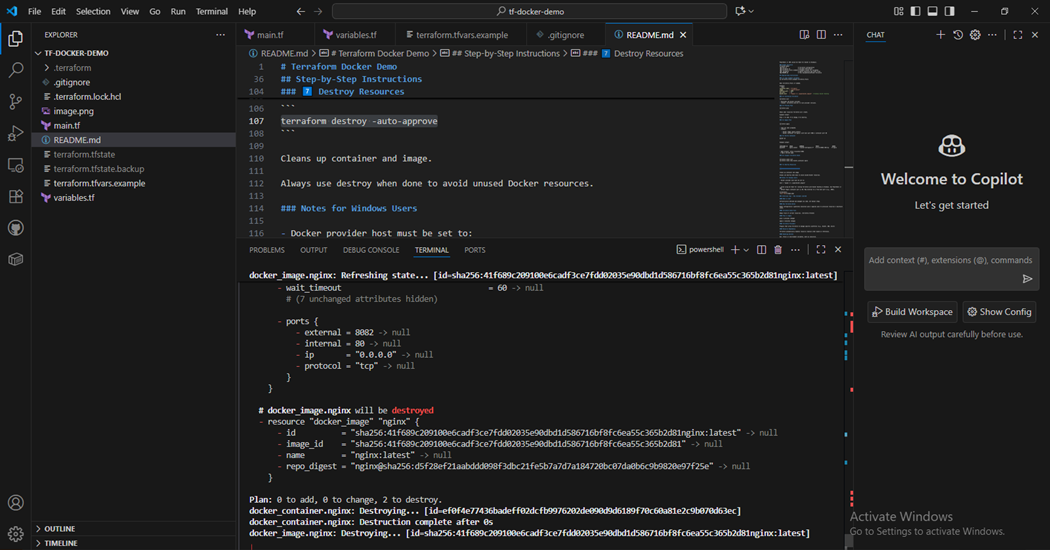 File Edit Selection View Go Run Terminal Help
tf-docker-demo
EXPLORER
TF-DOCKER-DEMO
.terraform
.gitignore
.terraform.lock.hcl
image.png
main.tf
README.md
terraform.tfstate
terraform.tfstate.backup
terraform.tfvars.example
variables.tf
OUTLINE
TIMELINE
main.tf variables.tf terraform.tfvars.example .gitignore README.md
README.md > # Terraform Docker Demo > ## Step-by-Step Instructions > ### 7 Destroy Resources
1 # Terraform Docker Demo
36 ## Step-by-Step Instructions
104 ### 7 Destroy Resources
106 ```
107 terraform destroy -auto-approve
108 ```
109
110 Cleans up container and image.
111
112 Always use destroy when done to avoid unused Docker resources.
113
114 ### Notes for Windows Users
115
116 - Docker provider host must be set to:
PROBLEMS OUTPUT DEBUG CONSOLE TERMINAL PORTS
powershell
docker_image.nginx: Refreshing state... [id=sha256:41f689c209100e6cadf3ce7fdd02035e90dbd1d586716bf8fc6ea55c365b2d81nginx:latest]
- wait_timeout = 60 -> null
# (7 unchanged attributes hidden)
- ports {
- external = 8082 -> null
- internal = 80 -> null
- ip = "0.0.0.0" -> null
- protocol = "tcp" -> null
}
}
# docker_image.nginx will be destroyed
- resource "docker_image" "nginx" {
- id = "sha256:41f689c209100e6cadf3ce7fdd02035e90dbd1d586716bf8fc6ea55c365b2d81nginx:latest" -> null
- image_id = "sha256:41f689c209100e6cadf3ce7fdd02035e90dbd1d586716bf8fc6ea55c365b2d81" -> null
- name = "nginx:latest" -> null
- repo_digest = "nginx@sha256:d5f28ef21aabddd098f3dbc21fe5b7a7d7a184720bc07da0b6c9b9820e97f25e" -> null
}
Plan: 0 to add, 0 to change, 2 to destroy.
docker_container.nginx: Destroying... [id=ef0f4e77436badeff02dcfb9976202de090d9d6189f70c60a81e2c9b070d63ec]
docker_container.nginx: Destruction complete after 0s
docker_image.nginx: Destroying... [id=sha256:41f689c209100e6cadf3ce7fdd02035e90dbd1d586716bf8fc6ea55c365b2d81nginx:latest]
CHAT
Welcome to Copilot
Let's get started
Add context (#), extensions (@), commands
Build Workspace
Show Config
Review AI output carefully before use.
Activate Windows
Go to Settings to activate Windows.